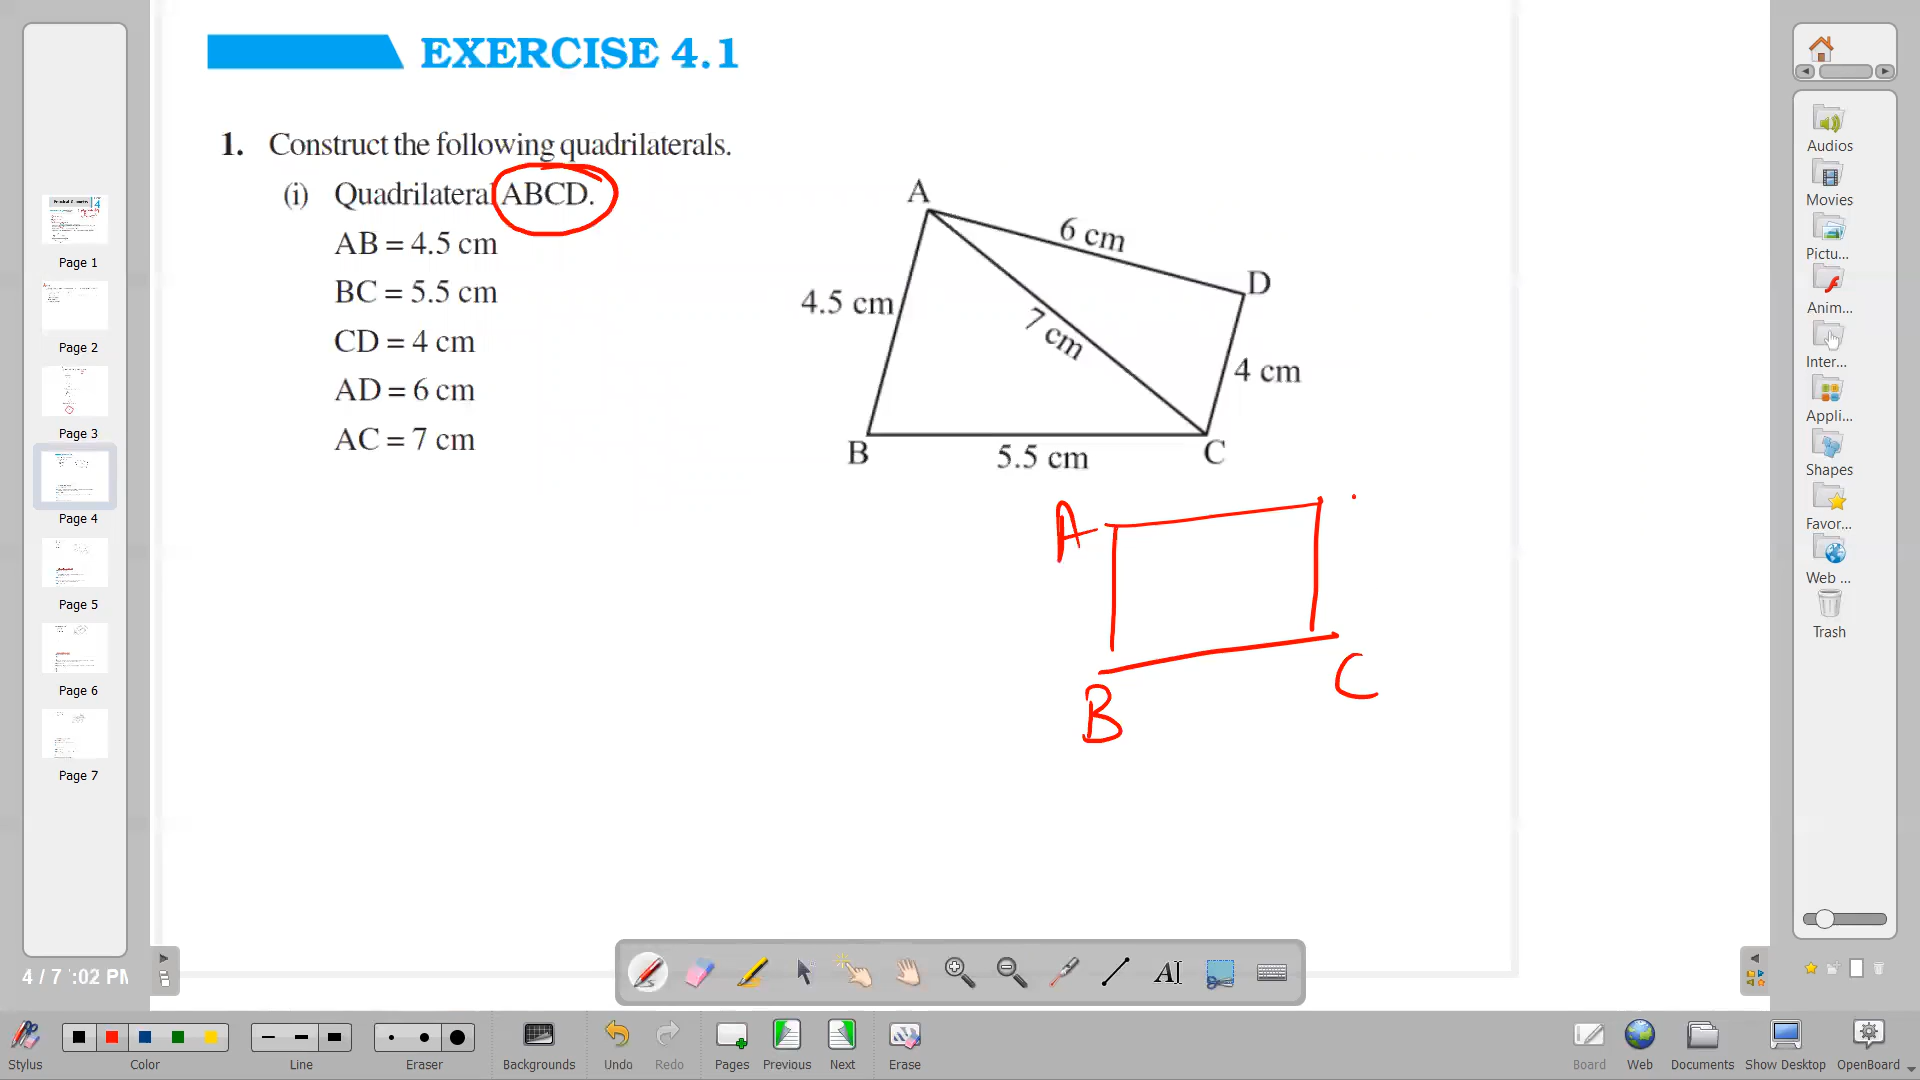 EXERCISE 4.1
1. Construct the following quadrilaterals.
(i) Quadrilateral ABCD.
AB = 4.5 cm
BC = 5.5 cm
CD = 4 cm
AD = 6 cm
AC = 7 cm
A
6 cm
D
4.5 cm
7 cm
4 cm
B
5.5 cm
C
A
B
C
Page 1
Page 2
Page 3
Page 4
Page 5
Page 6
Page 7
4 / 7
Audios
Movies
Pictu...
Anim...
Inter...
Appli...
Shapes
Favor...
Web ...
Trash
Stylus
Color
Line
Eraser
Backgrounds
Undo
Redo
Pages
Previous
Next
Erase
Board
Web
Documents
Show Desktop
OpenBoard